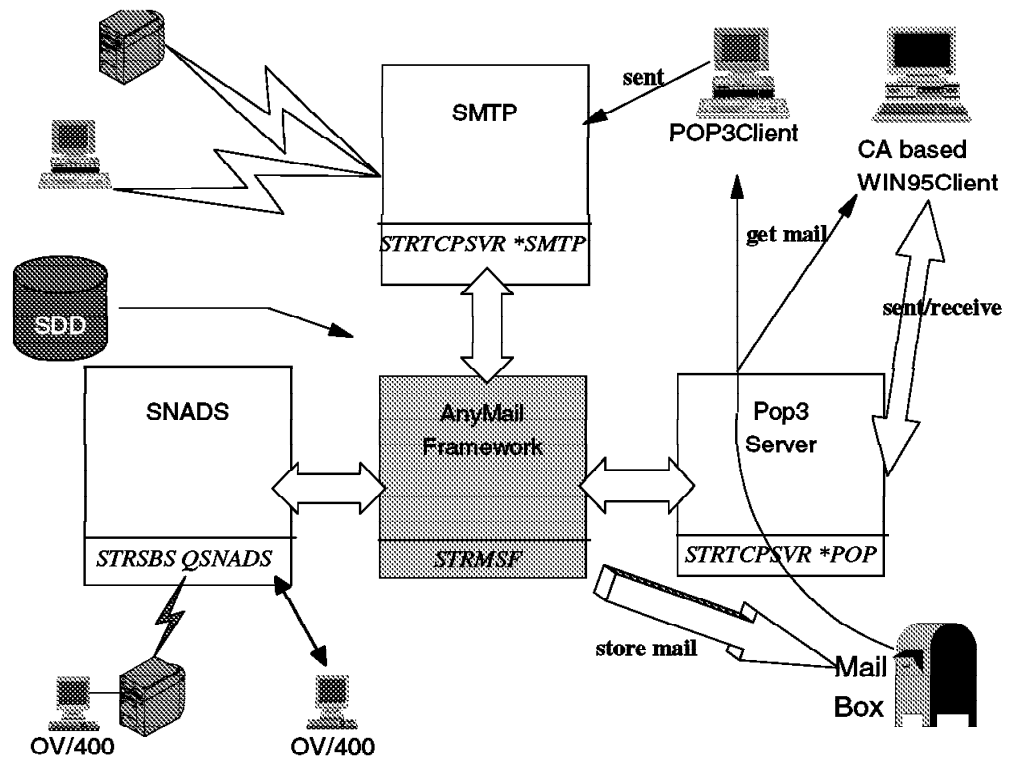 SMTP
sent
POP3Client
CA based
WIN95Client
STRTCPSVR *SMTP
get mail
SDD
sent/receive
SNADS
AnyMail
Framework
Pop3
Server
STRSBS QSNADS
STRMSF
STRTCPSVR *POP
store mail
Mail
Box
OV/400
OV/400